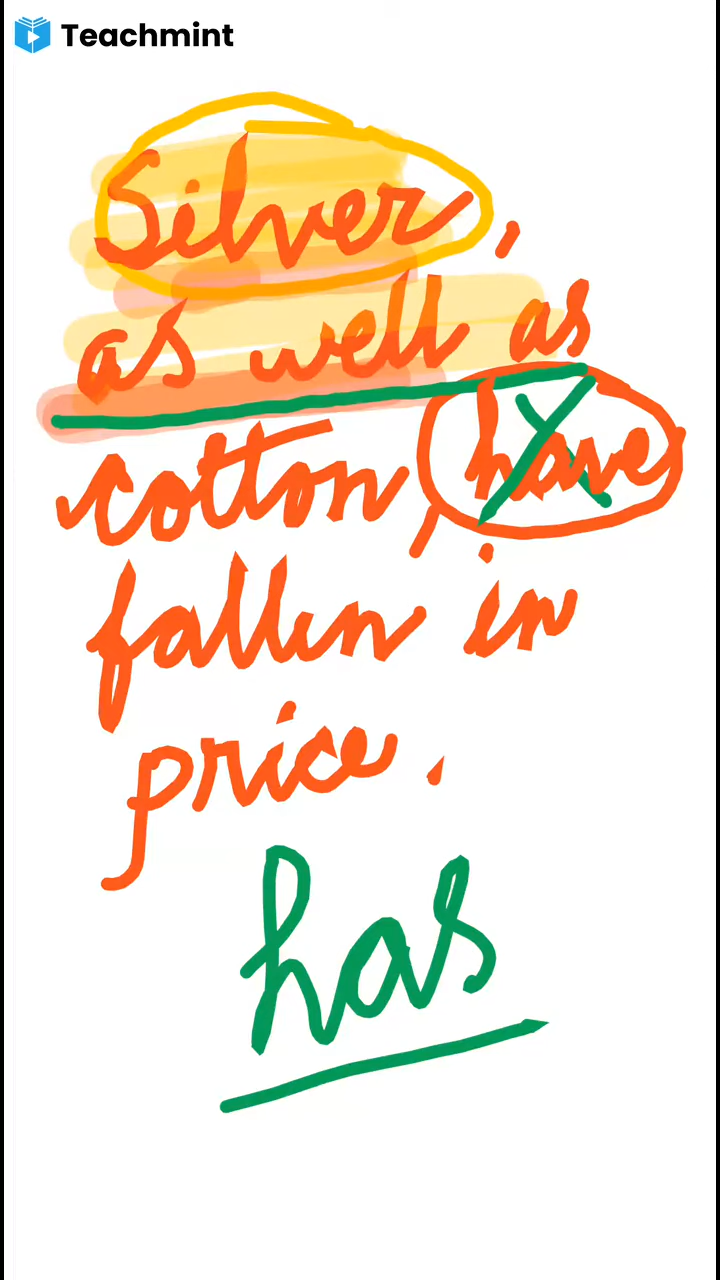 Teachmint
Silver,
as well as
cotton, have
fallen in
price.
has